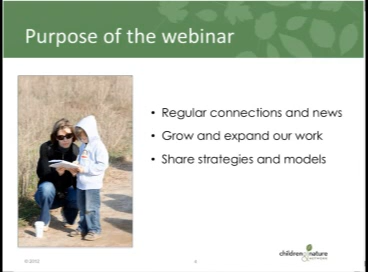 Purpose of the webinar
• Regular connections and news
• Grow and expand our work
• Share strategies and models
children & nature